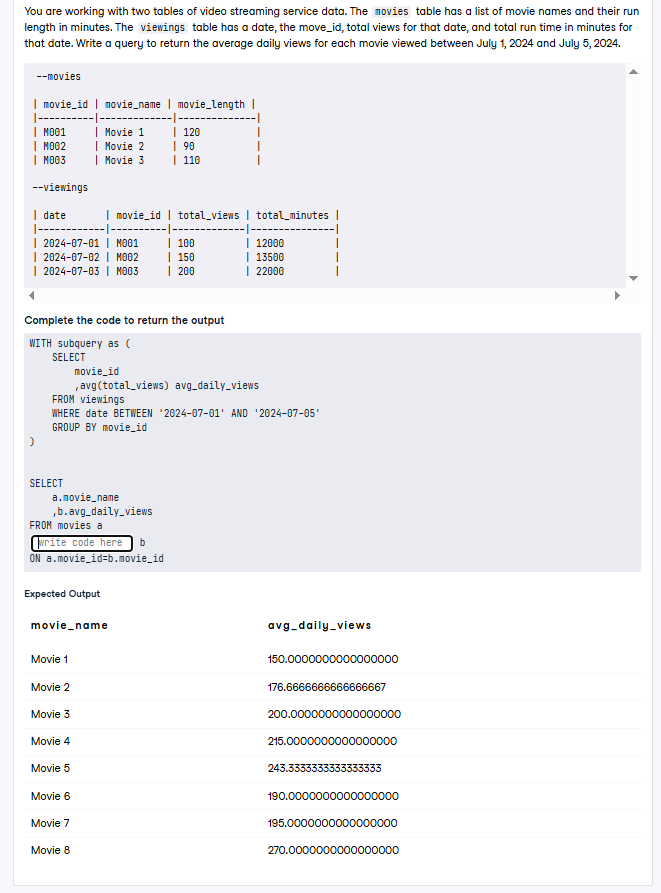 You are working with two tables of video streaming service data. The movies table has a list of movie names and their run
length in minutes. The viewings table has a date, the move_id, total views for that date, and total run time in minutes for
that date. Write a query to return the average daily views for each movie viewed between July 1, 2024 and July 5, 2024.
--movies
| movie_id | movie_name | movie_length |
|----------|------------|--------------|
| M001 | Movie 1 | 120 |
| M002 | Movie 2 | 90 |
| M003 | Movie 3 | 110 |
--viewings
| date | movie_id | total_views | total_minutes |
|------------|----------|-------------|---------------|
| 2024-07-01 | M001 | 100 | 12000 |
| 2024-07-02 | M002 | 150 | 13500 |
| 2024-07-03 | M003 | 200 | 22000 |
Complete the code to return the output
WITH subquery as (
SELECT
movie_id
,avg(total_views) avg_daily_views
FROM viewings
WHERE date BETWEEN '2024-07-01' AND '2024-07-05'
GROUP BY movie_id
)
SELECT
a.movie_name
,b.avg_daily_views
FROM movies a
write code here b
ON a.movie_id=b.movie_id
Expected Output
movie_name avg_daily_views
Movie 1 150.0000000000000000
Movie 2 176.6666666666666667
Movie 3 200.0000000000000000
Movie 4 215.0000000000000000
Movie 5 243.3333333333333333
Movie 6 190.0000000000000000
Movie 7 195.0000000000000000
Movie 8 270.0000000000000000